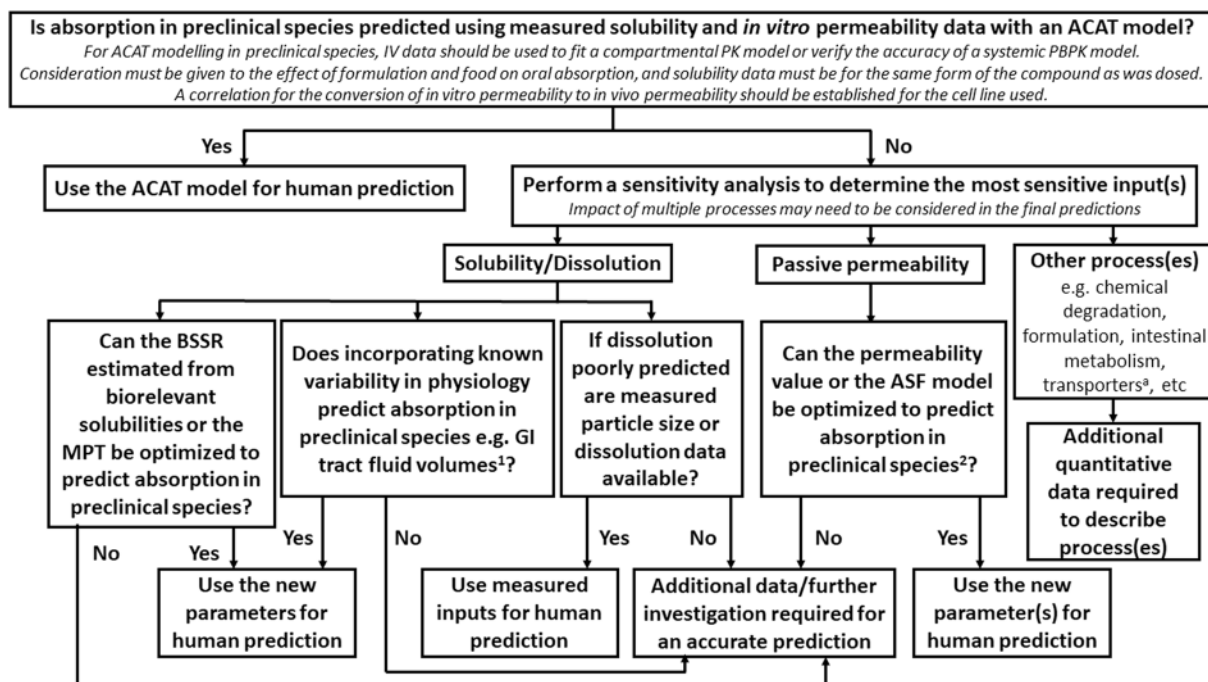 Is absorption in preclinical species predicted using measured solubility and in vitro permeability data with an ACAT model?
For ACAT modelling in preclinical species, IV data should be used to fit a compartmental PK model or verify the accuracy of a systemic PBPK model.
Consideration must be given to the effect of formulation and food on oral absorption, and solubility data must be for the same form of the compound as was dosed.
A correlation for the conversion of in vitro permeability to in vivo permeability should be established for the cell line used.
Yes
No
Use the ACAT model for human prediction
Perform a sensitivity analysis to determine the most sensitive input(s)
Impact of multiple processes may need to be considered in the final predictions
Solubility/Dissolution
Passive permeability
Other process(es)
e.g. chemical
degradation,
formulation, intestinal
metabolism,
transportersᵃ, etc
Can the BSSR
estimated from
biorelevant
solubilities or the
MPT be optimized to
predict absorption in
preclinical species?
Does incorporating known
variability in physiology
predict absorption in
preclinical species e.g. GI
tract fluid volumes¹?
If dissolution
poorly predicted
are measured
particle size or
dissolution data
available?
Can the permeability
value or the ASF model
be optimized to predict
absorption in
preclinical species²?
Additional
quantitative
data required
to describe
process(es)
No
Yes
Yes
No
Yes
No
No
Yes
Use the new
parameters for
human prediction
Use measured
inputs for human
prediction
Additional data/further
investigation required for
an accurate prediction
Use the new
parameter(s) for
human prediction